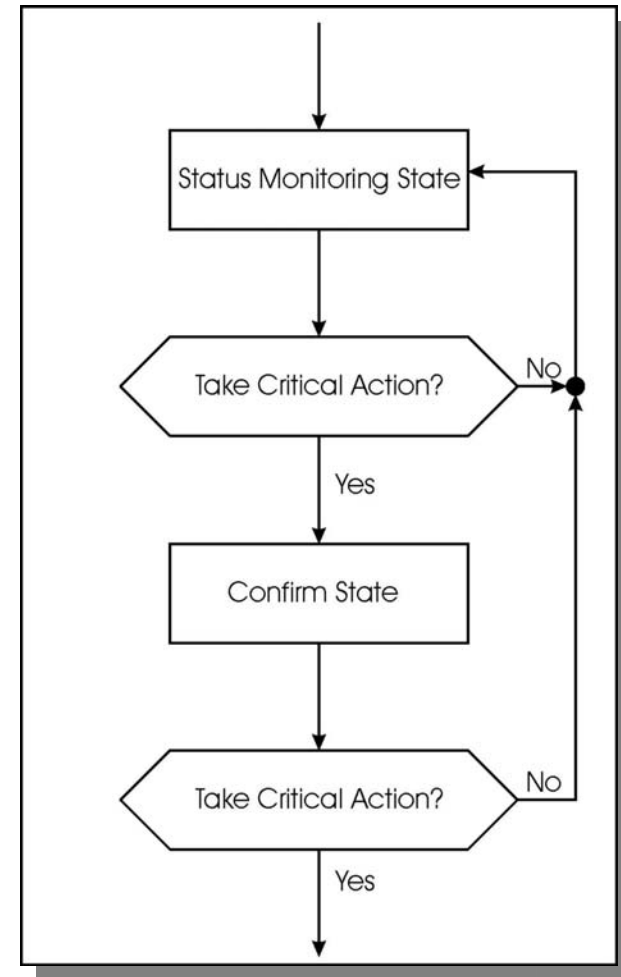 Status Monitoring State
Take Critical Action?
No
Yes
Confirm State
Take Critical Action?
No
Yes